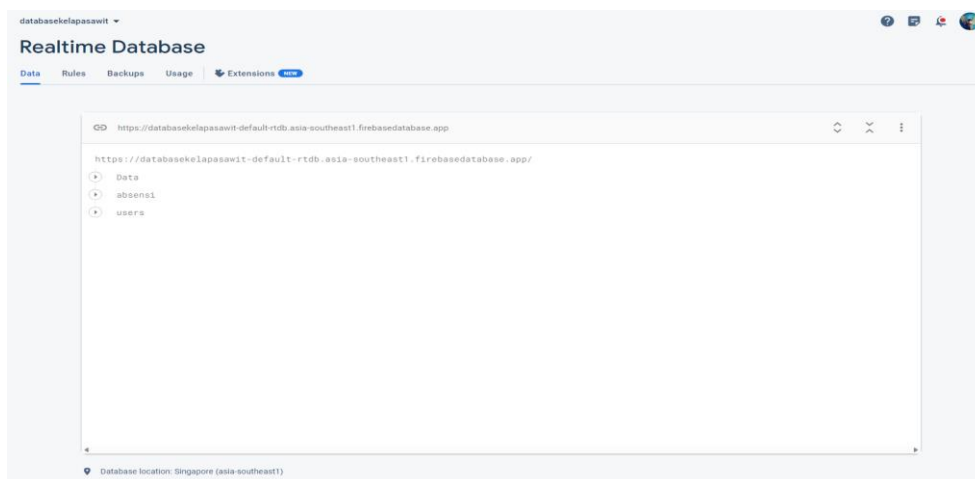 databasekelapasawit
Realtime Database
Data Rules Backups Usage Extensions NEW
https://databasekelapasawit-default-rtdb.asia-southeast1.firebasedatabase.app
https://databasekelapasawit-default-rtdb.asia-southeast1.firebasedatabase.app/
Data
absensi
users
Database location: Singapore (asia-southeast1)